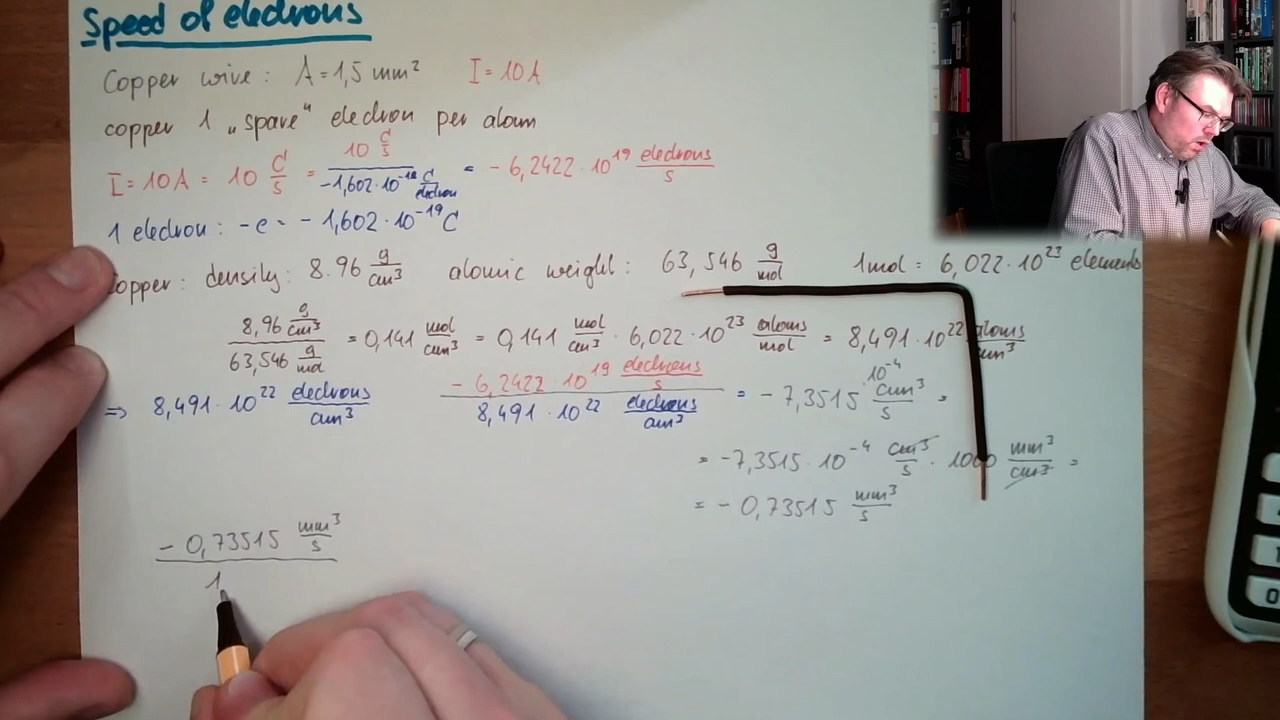 Speed of electrons
Copper wire : A = 1,5 mm² I = 10 A
copper 1 „spare" electron per atom
I = 10 A = 10 C/s = 10 C/s / -1,602 · 10⁻¹⁹ C/electron = - 6,2422 · 10¹⁹ electrons/s
1 electron : -e = - 1,602 · 10⁻¹⁹ C
Copper : density : 8.96 g/cm³ atomic weight : 63,546 g/mol 1 mol = 6,022 · 10²³ elements
8,96 g/cm³ / 63,546 g/mol = 0,141 mol/cm³ = 0,141 mol/cm³ · 6,022 · 10²³ atoms/mol = 8,491 · 10²² atoms/cm³
⇒ 8,491 · 10²² electrons/cm³ - 6,2422 · 10¹⁹ electrons/s / 8,491 · 10²² electrons/cm³ = - 7,3515 · 10⁻⁴ cm³/s =
= -7,3515 · 10⁻⁴ cm³/s · 1000 mm³/cm³ =
= - 0,73515 mm³/s
- 0,73515 mm³/s / 1,